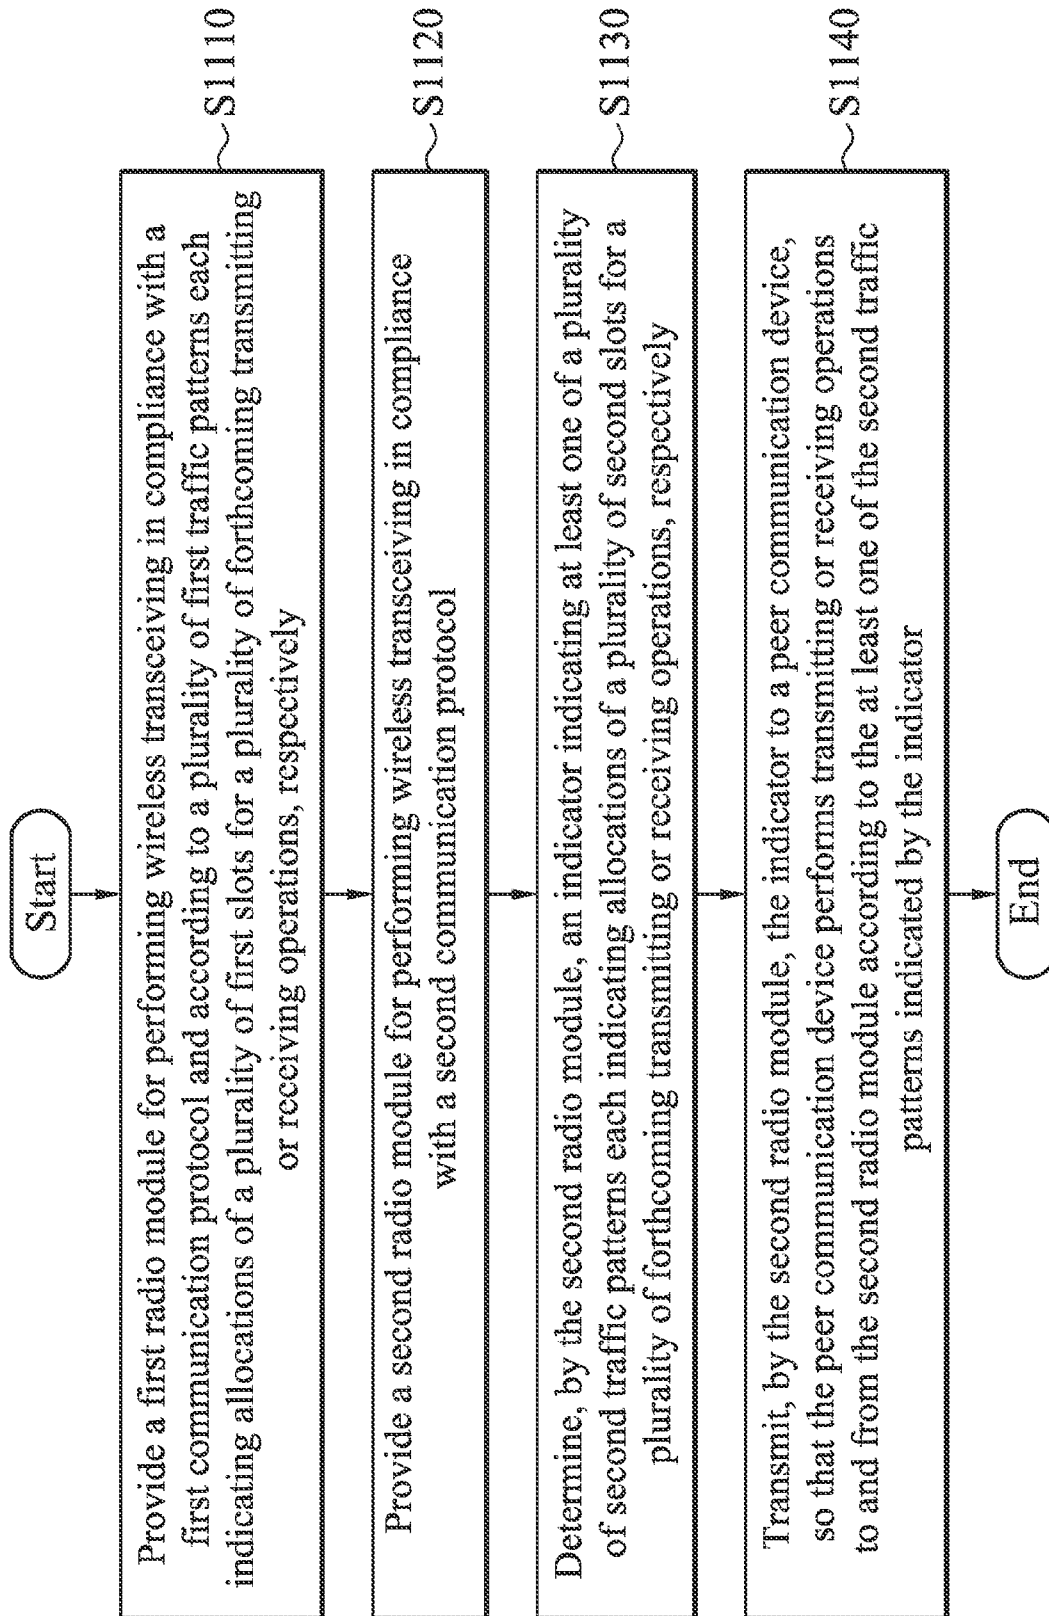 Start
Provide a first radio module for performing wireless transceiving in compliance with a
first communication protocol and according to a plurality of first traffic patterns each
indicating allocations of a plurality of first slots for a plurality of forthcoming transmitting
or receiving operations, respectively
S1110
Provide a second radio module for performing wireless transceiving in compliance
with a second communication protocol
S1120
Determine, by the second radio module, an indicator indicating at least one of a plurality
of second traffic patterns each indicating allocations of a plurality of second slots for a
plurality of forthcoming transmitting or receiving operations, respectively
S1130
Transmit, by the second radio module, the indicator to a peer communication device,
so that the peer communication device performs transmitting or receiving operations
to and from the second radio module according to the at least one of the second traffic
patterns indicated by the indicator
S1140
End